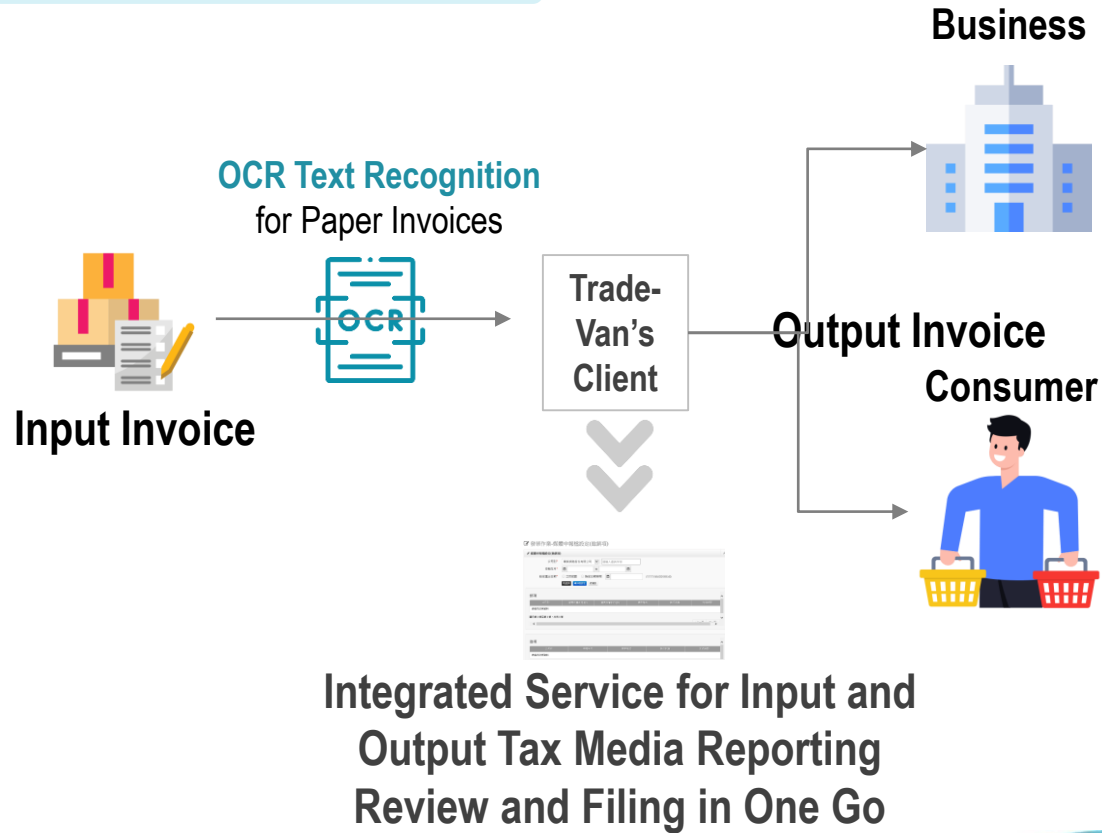 Business
OCR Text Recognition
for Paper Invoices
OCR
Trade-
Van’s
Client
Output Invoice
Consumer
Input Invoice
Integrated Service for Input and
Output Tax Media Reporting
Review and Filing in One Go